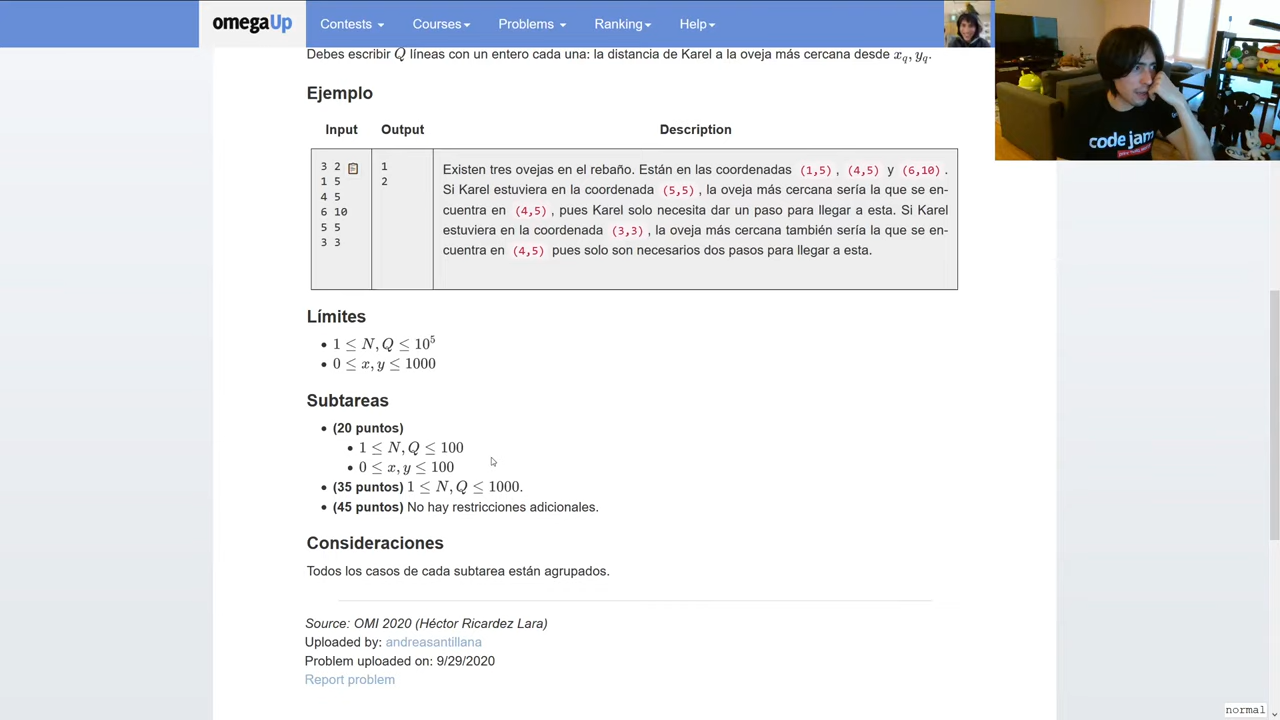 omegaUp
Contests
Courses
Problems
Ranking
Help
Debes escribir Q líneas con un entero cada una: la distancia de Karel a la oveja más cercana desde x_q, y_q.
Ejemplo
Input Output Description
3 2
1 5
4 5
6 10
5 5
3 3
1
2
Existen tres ovejas en el rebaño. Están en las coordenadas (1,5), (4,5) y (6,10).
Si Karel estuviera en la coordenada (5,5), la oveja más cercana sería la que se en-
cuentra en (4,5), pues Karel solo necesita dar un paso para llegar a esta. Si Karel
estuviera en la coordenada (3,3), la oveja más cercana también sería la que se en-
cuentra en (4,5) pues solo son necesarios dos pasos para llegar a esta.
Límites
• 1 ≤ N, Q ≤ 10^5
• 0 ≤ x, y ≤ 1000
Subtareas
• (20 puntos)
• 1 ≤ N, Q ≤ 100
• 0 ≤ x, y ≤ 100
• (35 puntos) 1 ≤ N, Q ≤ 1000.
• (45 puntos) No hay restricciones adicionales.
Consideraciones
Todos los casos de cada subtarea están agrupados.
Source: OMI 2020 (Héctor Ricardez Lara)
Uploaded by: andreasantillana
Problem uploaded on: 9/29/2020
Report problem
code jam
normal